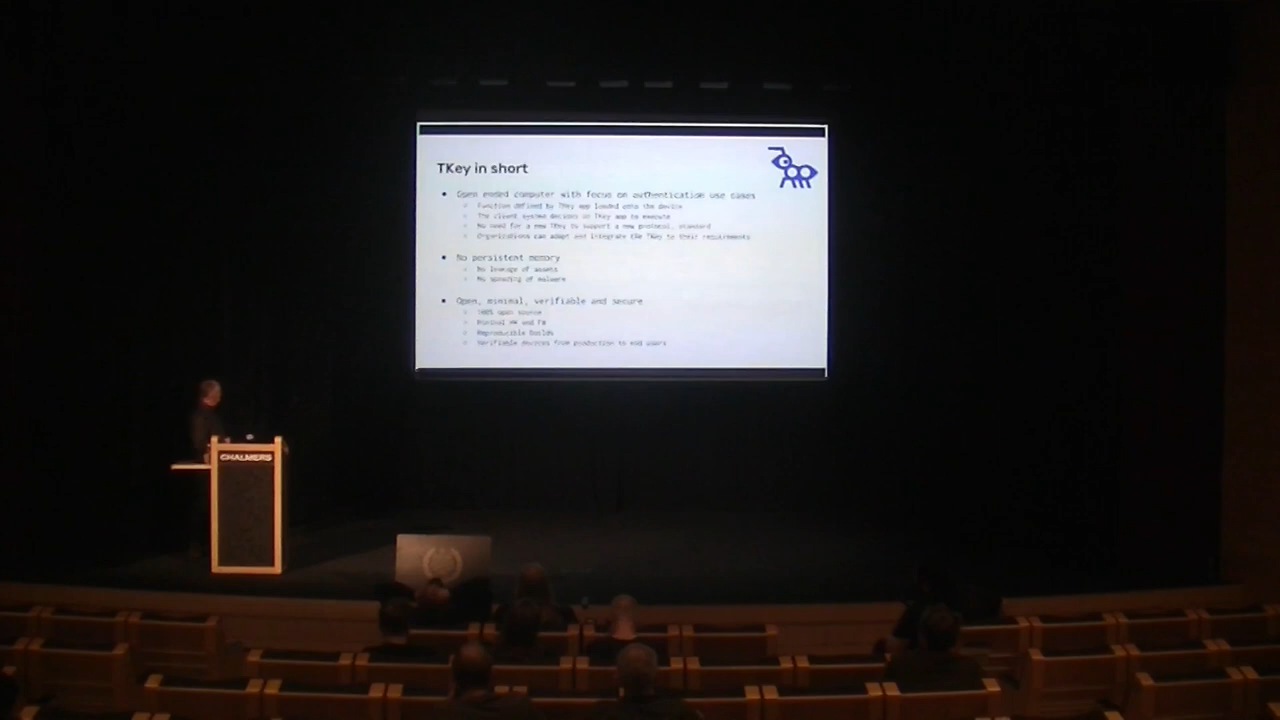 TKey in short
• Open ended computer with focus on authentication use cases
Function defined by TKey app loaded onto the device
The client system decides on TKey app to execute
No need for a new TKey to support a new protocol, standard
Organizations can adapt and integrate the TKey to their requirements
• No persistent memory
No leakage of assets
No spreading of malware
• Open, minimal, verifiable and secure
100% open source
Minimal HW and FW
Reproducible builds
Verifiable devices from production to end users
CHALMERS